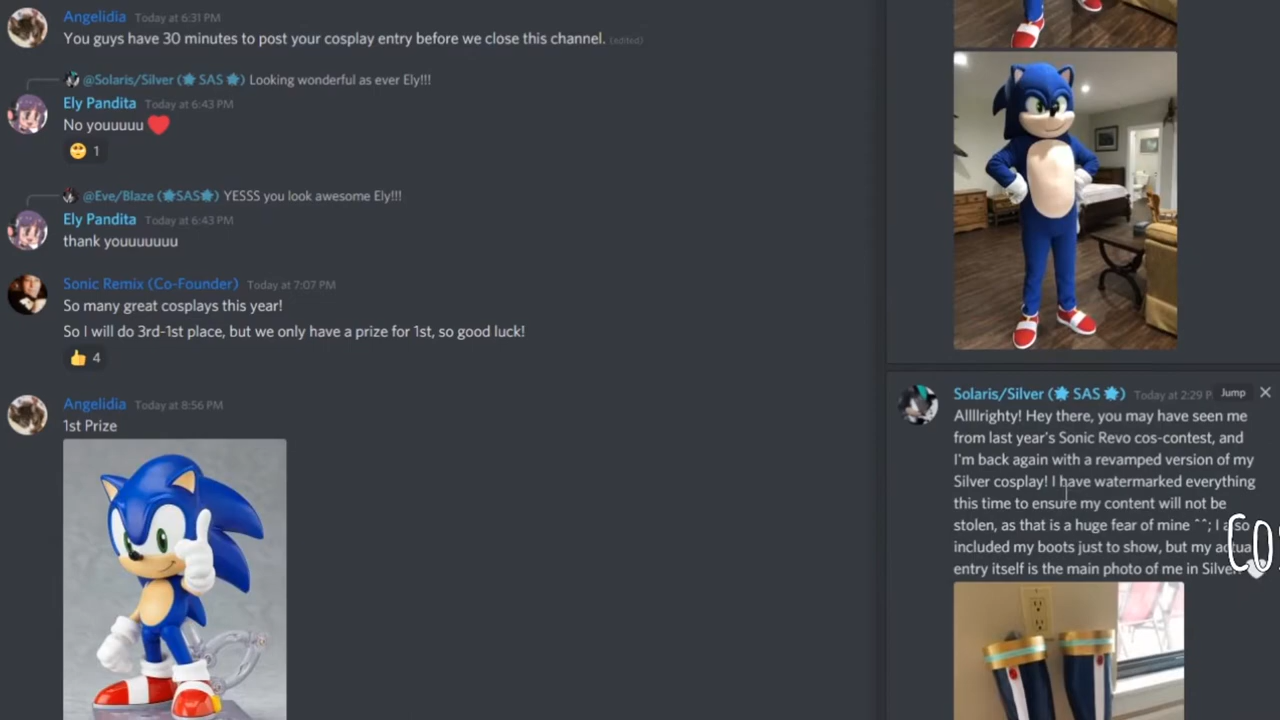 Angelidia Today at 6:31 PM
You guys have 30 minutes to post your cosplay entry before we close this channel. (edited)
@Solaris/Silver (★ SAS ★) Looking wonderful as ever Ely!!!
Ely Pandita Today at 6:43 PM
No youuuuu ❤️
1
@Eve/Blaze (★SAS★) YESSS you look awesome Ely!!!
Ely Pandita Today at 6:43 PM
thank youuuuuuu
Sonic Remix (Co-Founder) Today at 7:07 PM
So many great cosplays this year!
So I will do 3rd-1st place, but we only have a prize for 1st, so good luck!
👍 4
Angelidia Today at 8:56 PM
1st Prize
Solaris/Silver (★ SAS ★) Today at 2:29 P Jump
Allllrighty! Hey there, you may have seen me
from last year's Sonic Revo cos-contest, and
I'm back again with a revamped version of my
Silver cosplay! I have watermarked everything
this time to ensure my content will not be
stolen, as that is a huge fear of mine ^^; I also
included my boots just to show, but my actua
entry itself is the main photo of me in Silver.